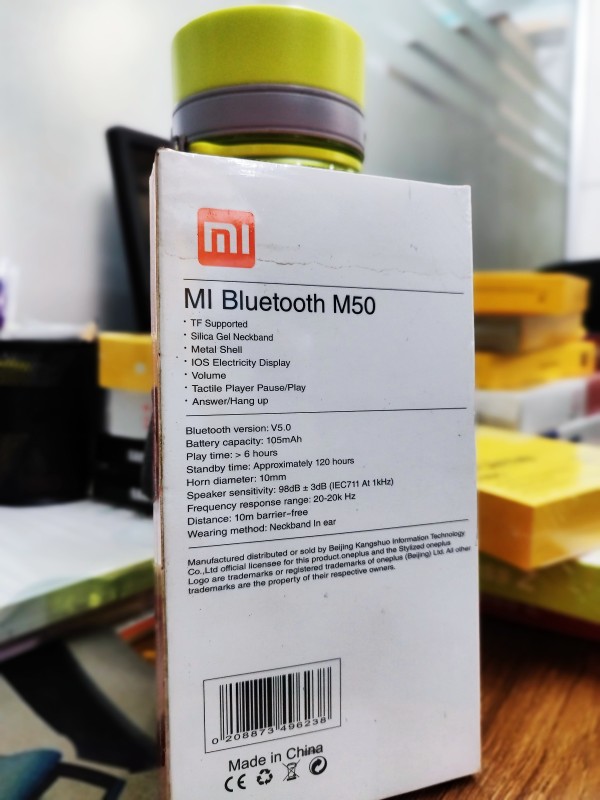 mi
MI Bluetooth M50
· TF Supported
· Silica Gel Neckband
· Metal Shell
· IOS Electricity Display
· Volume
· Tactile Player Pause/Play
· Answer/Hang up
Bluetooth version: V5.0
Battery capacity: 105mAh
Play time: > 6 hours
Standby time: Approximately 120 hours
Horn diameter: 10mm
Speaker sensitivity: 98dB ± 3dB (IEC711 At 1kHz)
Frequency response range: 20-20k Hz
Distance: 10m barrier-free
Wearing method: Neckband In ear
Manufactured distributed or sold by Beijing Kangshuo Information Technology
Co.,Ltd official licensee for this product.oneplus and the Stylized oneplus
Logo are trademarks or registered trademarks of oneplus (Beijing) Ltd. All other
trademarks are the property of their respective owners.
0 208873 496238
Made in China
CE